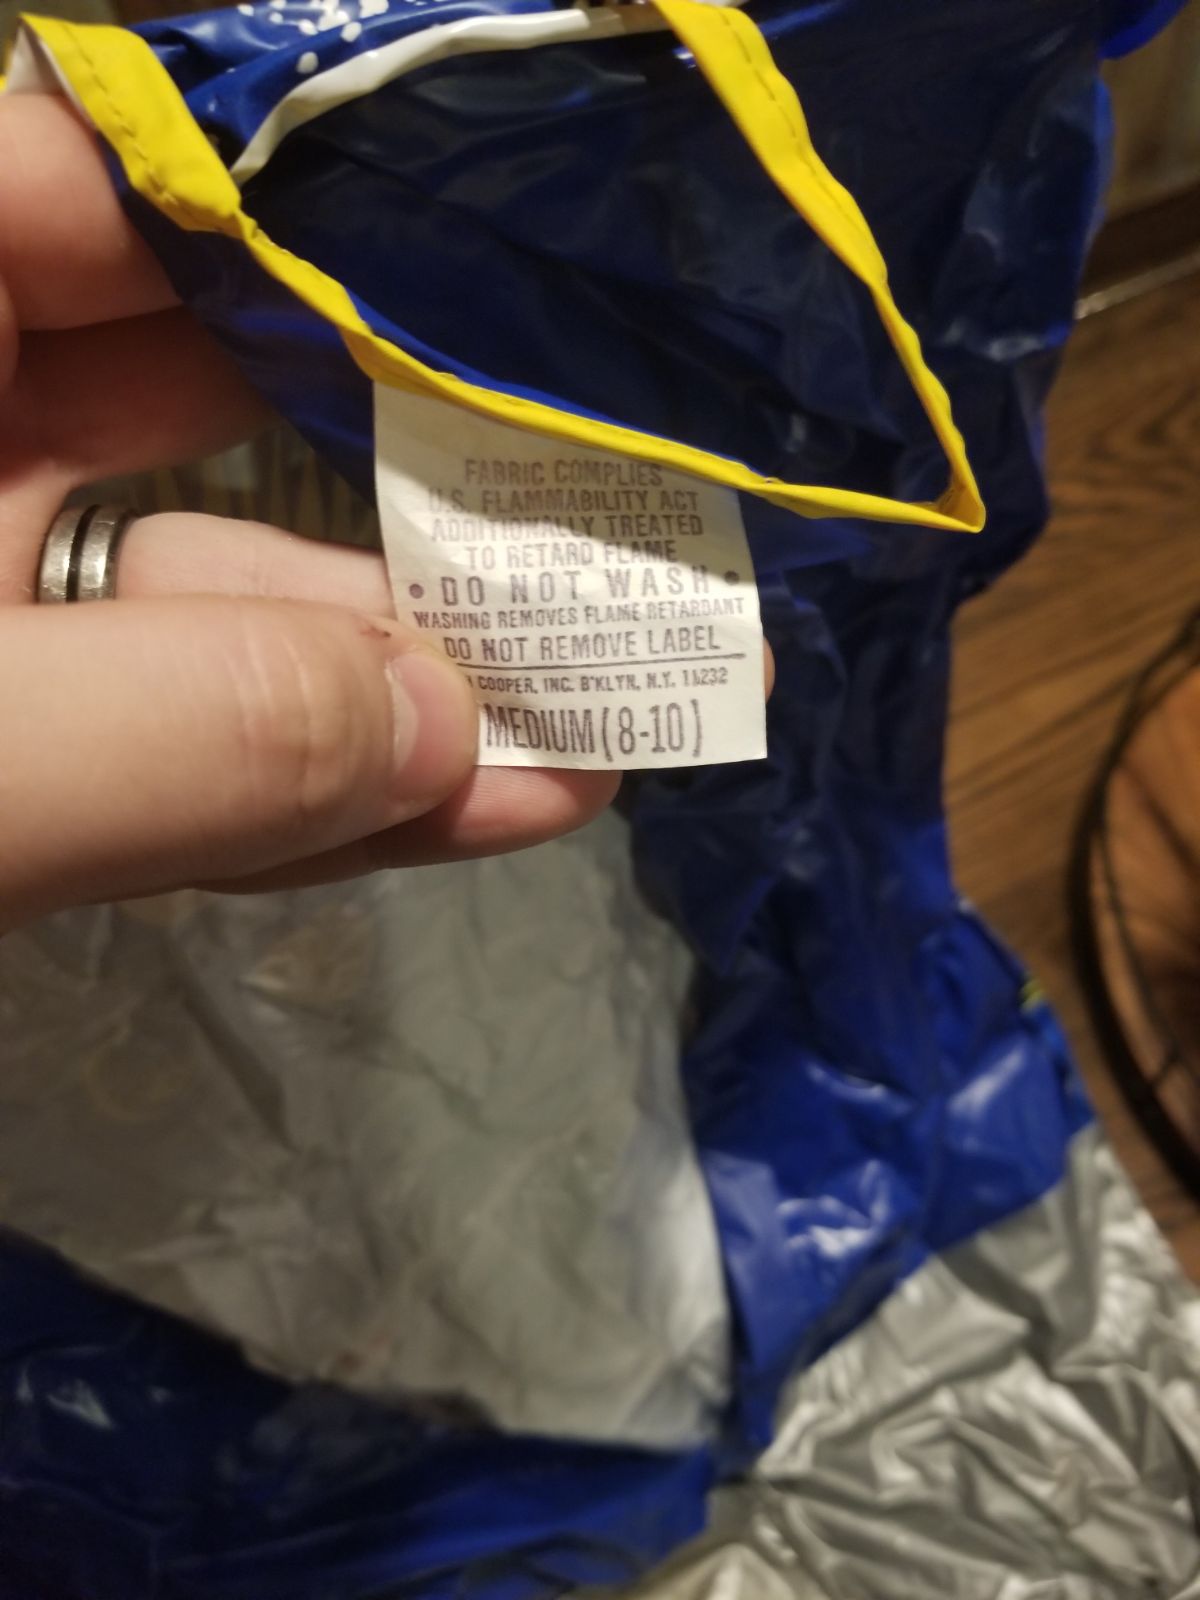 FABRIC COMPLIES
U.S. FLAMMABILITY ACT
ADDITIONALLY TREATED
TO RETARD FLAME
• DO NOT WASH •
WASHING REMOVES FLAME RETARDANT
DO NOT REMOVE LABEL
COOPER, INC. B'KLYN, N.Y. 11232
MEDIUM (8-10)